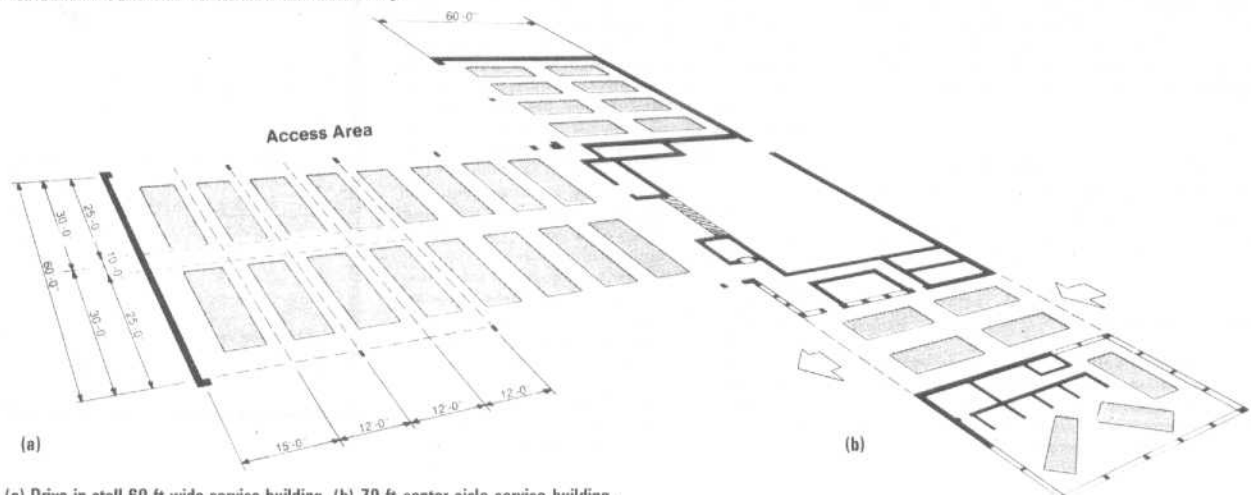 60'-0"
Access Area
60'-0"
30'-0"
25'-0"
10'-0"
30'-0"
25'-0"
15'-0"
12'-0"
12'-0"
12'-0"
(a)
(b)
(a) Drive-in stall 60-ft-wide service building. (b) 70-ft center-aisle service building.